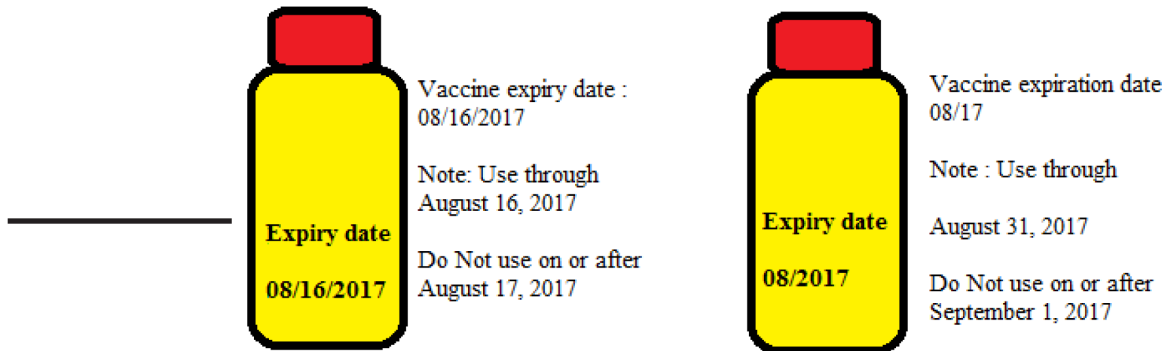 Expiry date
08/16/2017
Vaccine expiry date :
08/16/2017
Note: Use through
August 16, 2017
Do Not use on or after
August 17, 2017
Expiry date
08/2017
Vaccine expiration date
08/17
Note : Use through
August 31, 2017
Do Not use on or after
September 1, 2017